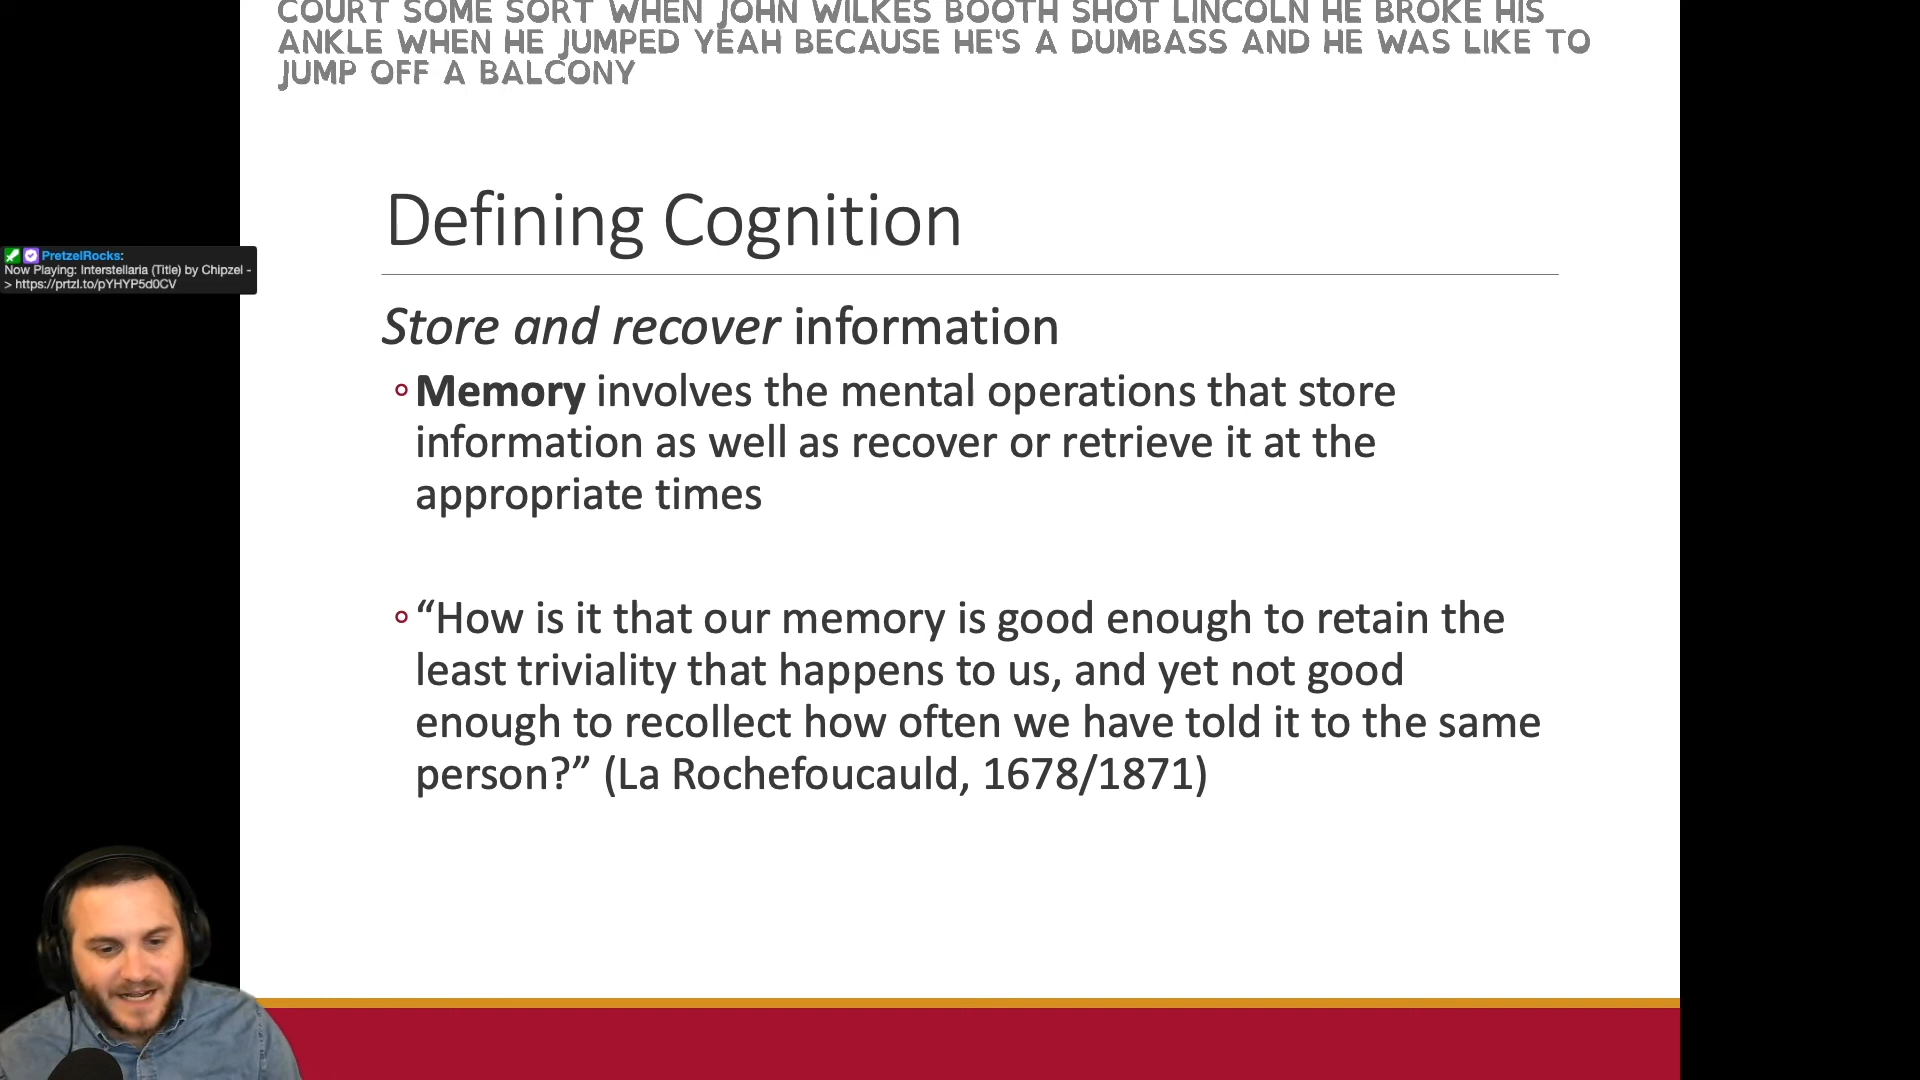 COURT SOME SORT WHEN JOHN WILKES BOOTH SHOT LINCOLN HE BROKE HIS
ANKLE WHEN HE JUMPED YEAH BECAUSE HE'S A DUMBASS AND HE WAS LIKE TO
JUMP OFF A BALCONY
Defining Cognition
PretzelRocks:
Now Playing: Interstellaria (Title) by Chipzel -
> https://prtzl.to/pYHYP5d0CV
Store and recover information
◦Memory involves the mental operations that store
information as well as recover or retrieve it at the
appropriate times
◦“How is it that our memory is good enough to retain the
least triviality that happens to us, and yet not good
enough to recollect how often we have told it to the same
person?” (La Rochefoucauld, 1678/1871)